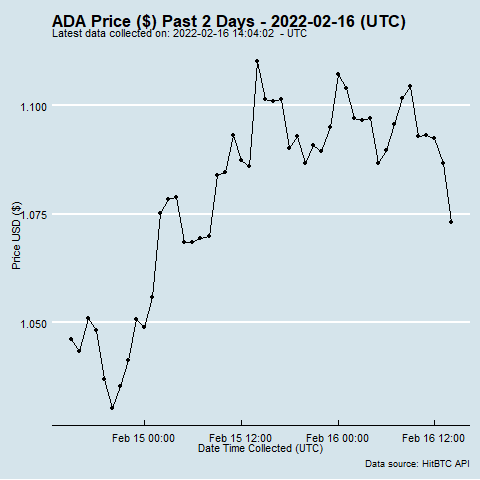 ADA Price ($) Past 2 Days - 2022-02-16 (UTC)
Latest data collected on: 2022-02-16 14:04:02  - UTC
1.100
1.075
1.050
Price USD ($)
Feb 15 00:00 Feb 15 12:00 Feb 16 00:00 Feb 16 12:00
Date Time Collected (UTC)
Data source: HitBTC API